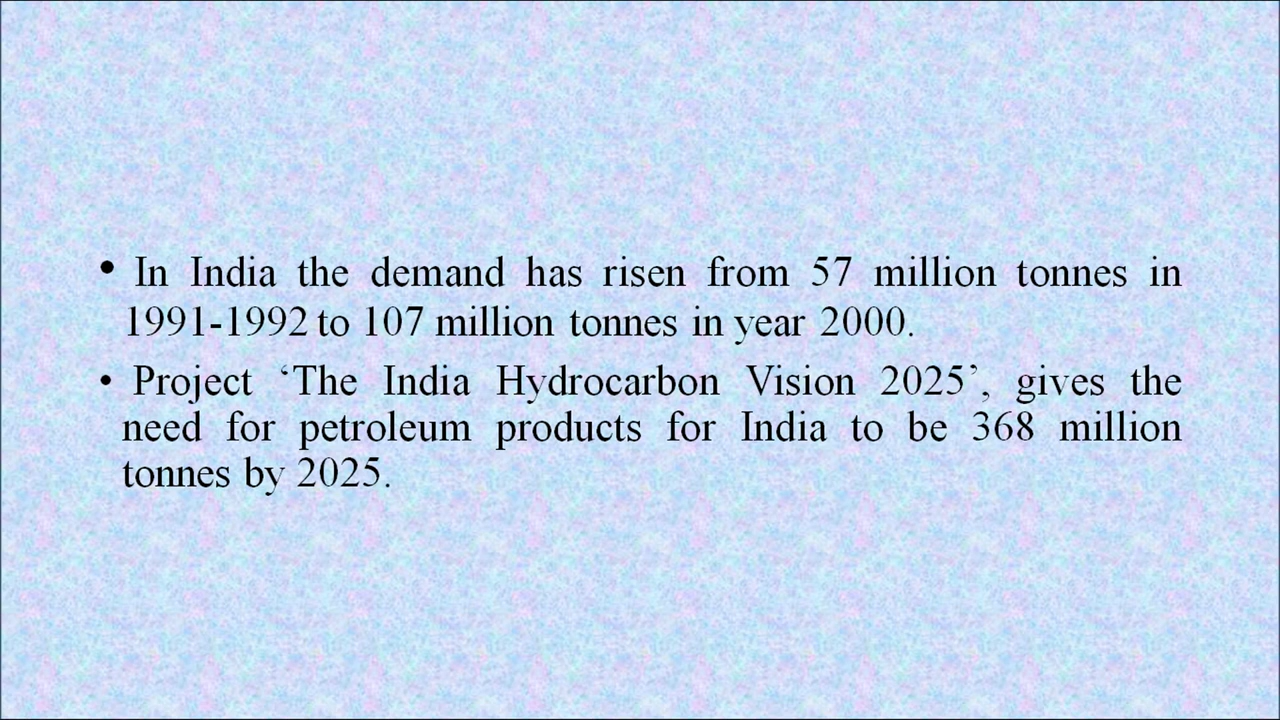 • In India the demand has risen from 57 million tonnes in
1991-1992 to 107 million tonnes in year 2000.
• Project ‘The India Hydrocarbon Vision 2025’, gives the
need for petroleum products for India to be 368 million
tonnes by 2025.